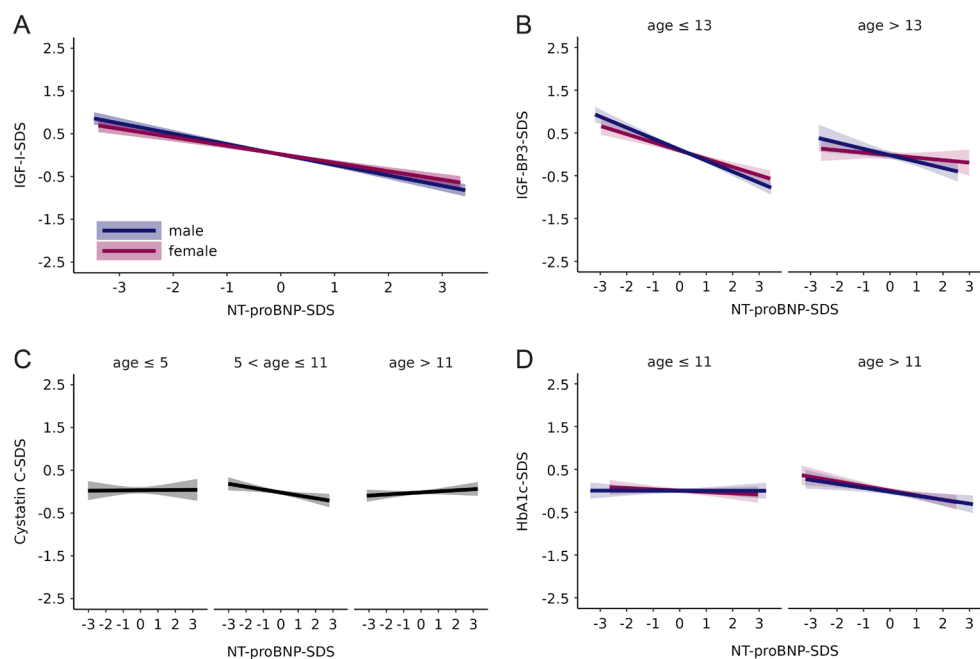 A
IGF-I-SDS
2.5
1.5
0.5
-0.5
-1.5
-2.5
male
female
-3 -2 -1 0 1 2 3
NT-proBNP-SDS
B
age ≤ 13 age > 13
IGF-BP3-SDS
2.5
1.5
0.5
-0.5
-1.5
-2.5
-3 -2 -1 0 1 2 3 -3 -2 -1 0 1 2 3
NT-proBNP-SDS
C
age ≤ 5 5 < age ≤ 11 age > 11
Cystatin C-SDS
2.5
1.5
0.5
-0.5
-1.5
-2.5
-3 -2 -1 0 1 2 3 -3 -2 -1 0 1 2 3 -3 -2 -1 0 1 2 3
NT-proBNP-SDS
D
age ≤ 11 age > 11
HbA1c-SDS
2.5
1.5
0.5
-0.5
-1.5
-2.5
-3 -2 -1 0 1 2 3 -3 -2 -1 0 1 2 3
NT-proBNP-SDS